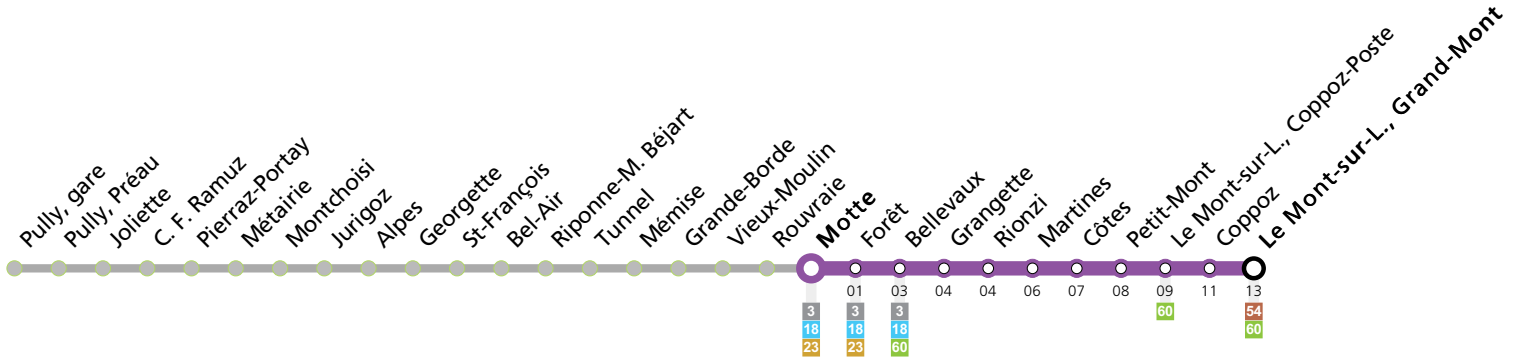 Pully, gare
Pully, Préau
Joliette
C. F. Ramuz
Pierraz-Portay
Métairie
Montchoisi
Jurigoz
Alpes
Georgette
St-François
Bel-Air
Riponne-M. Béjart
Tunnel
Mémise
Grande-Borde
Vieux-Moulin
Rouvraie
Motte
Forêt
Bellevaux
Grangette
Rionzi
Martines
Côtes
Petit-Mont
Le Mont-sur-L., Coppoz-Poste
Coppoz
Le Mont-sur-L., Grand-Mont
01 03 04 04 06 07 08 09 11 13
3 3 3 60 54
18 18 18 60
23 23 60